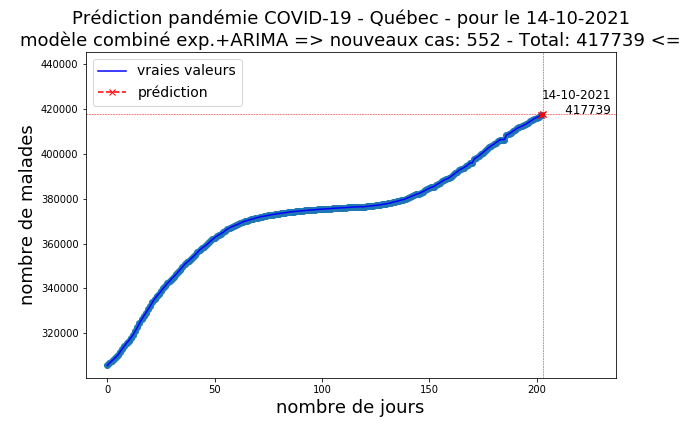 Prédiction pandémie COVID-19 - Québec - pour le 14-10-2021
modèle combiné exp.+ARIMA => nouveaux cas: 552 - Total: 417739 <=
vraies valeurs
prédiction
14-10-2021
417739
nombre de malades
440000
420000
400000
380000
360000
340000
320000
0 50 100 150 200
nombre de jours